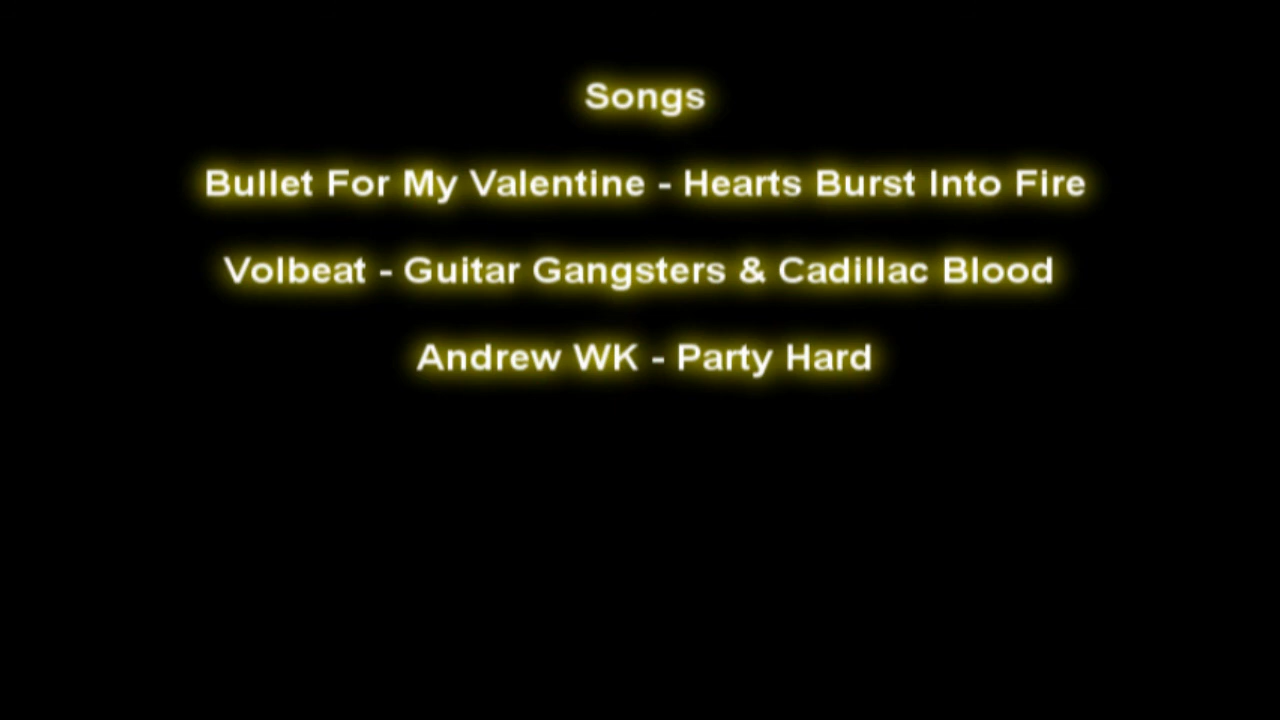 Songs
Bullet For My Valentine - Hearts Burst Into Fire
Volbeat - Guitar Gangsters & Cadillac Blood
Andrew WK - Party Hard